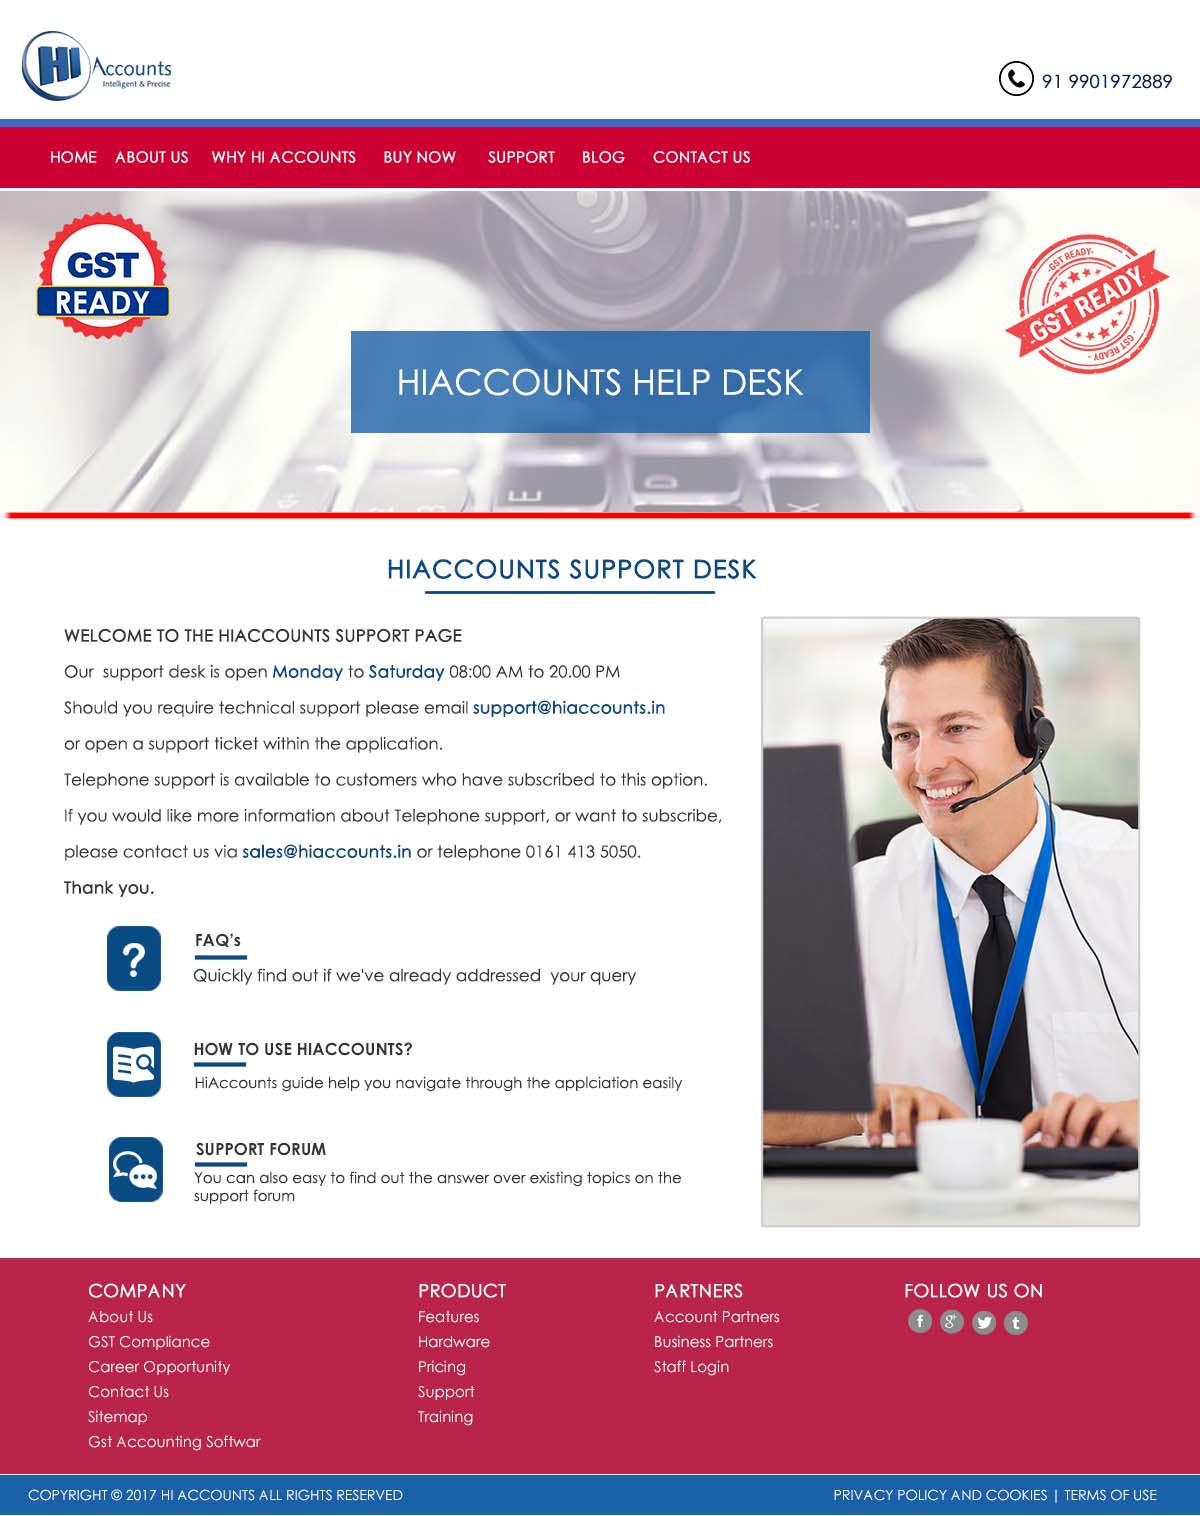 HI Accounts
Intelligent & Precise
91 9901972889
HOME ABOUT US WHY HI ACCOUNTS BUY NOW SUPPORT BLOG CONTACT US
GST
READY
-GST READY-
GST READY
- GST READY -
HIACCOUNTS HELP DESK
HIACCOUNTS SUPPORT DESK
WELCOME TO THE HIACCOUNTS SUPPORT PAGE
Our support desk is open Monday to Saturday 08:00 AM to 20.00 PM
Should you require technical support please email support@hiaccounts.in
or open a support ticket within the application.
Telephone support is available to customers who have subscribed to this option.
If you would like more information about Telephone support, or want to subscribe,
please contact us via sales@hiaccounts.in or telephone 0161 413 5050.
Thank you.
FAQ's
Quickly find out if we've already addressed your query
HOW TO USE HIACCOUNTS?
HiAccounts guide help you navigate through the applciation easily
SUPPORT FORUM
You can also easy to find out the answer over existing topics on the
support forum
COMPANY
About Us
GST Compliance
Career Opportunity
Contact Us
Sitemap
Gst Accounting Softwar
PRODUCT
Features
Hardware
Pricing
Support
Training
PARTNERS
Account Partners
Business Partners
Staff Login
FOLLOW US ON
COPYRIGHT © 2017 HI ACCOUNTS ALL RIGHTS RESERVED
PRIVACY POLICY AND COOKIES | TERMS OF USE